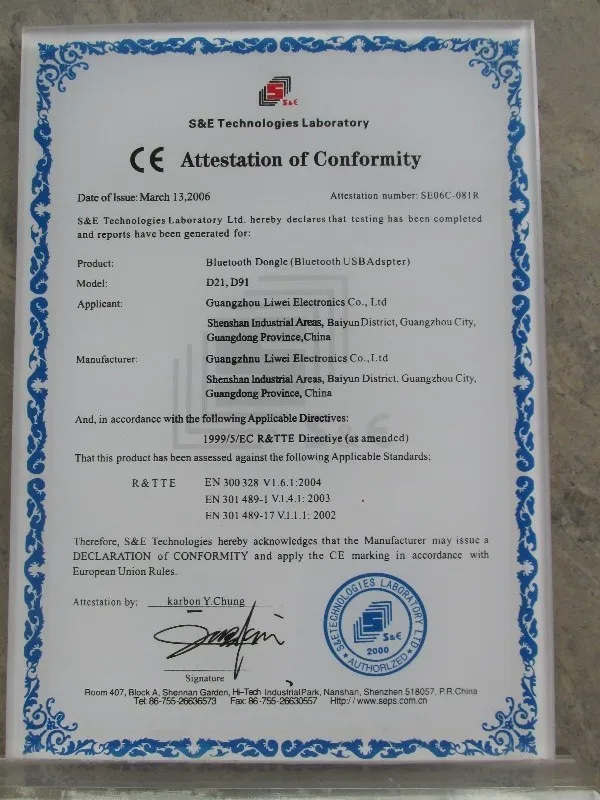 S&E
S&E Technologies Laboratory
CE Attestation of Conformity
Date of Issue: March 13,2006 Attestation number: SE06C-081R
S&E Technologies Laboratory Ltd. hereby declares that testing has been completed
and reports have been generated for:
Product: Bluetooth Dongle (Bluetooth USB Adspter)
Model: D21, D91
Applicant: Guangzhou Liwei Electronics Co., Ltd
Shenshan Industrial Areas, Baiyun District, Guangzhou City,
Guangdong Province,China
Manufacturer: Guangzhnu Liwei Electronics Co., Ltd
Shenshan Industrial Areas, Baiyun District, Guangzhou City,
Guangdong Province, China
And, in accordance with the following Applicable Directives:
1999/5/EC R&TTE Directiye (as amended)
That this product has been assessed against the following Applicable Standards;
R & TTE EN 300 328 V1.6.1:2004
EN 301 489-1 V.1.4.1: 2003
EN 301 489-17 V.1.1.1: 2002
Therefore, S&E Technologies hereby acknowledges that the Manufacturer may issue a
DECLARATION of CONFORMITY and apply the CE marking in accordance with
European Union Rules.
Attestation by: karbon Y.Chung
S&E TECHNOLOGIES LABORATORY LTD
S&E
2000
AUTHORLZED
Signature
Room 407, Block A, Shennan Garden, Hi-Tech Industrial Park, Nanshan, Shenzhen 518057, P.R.China
Tel: 86-755-26636573 Fax: 86-755-26630557 Http://www.seps.com.cn